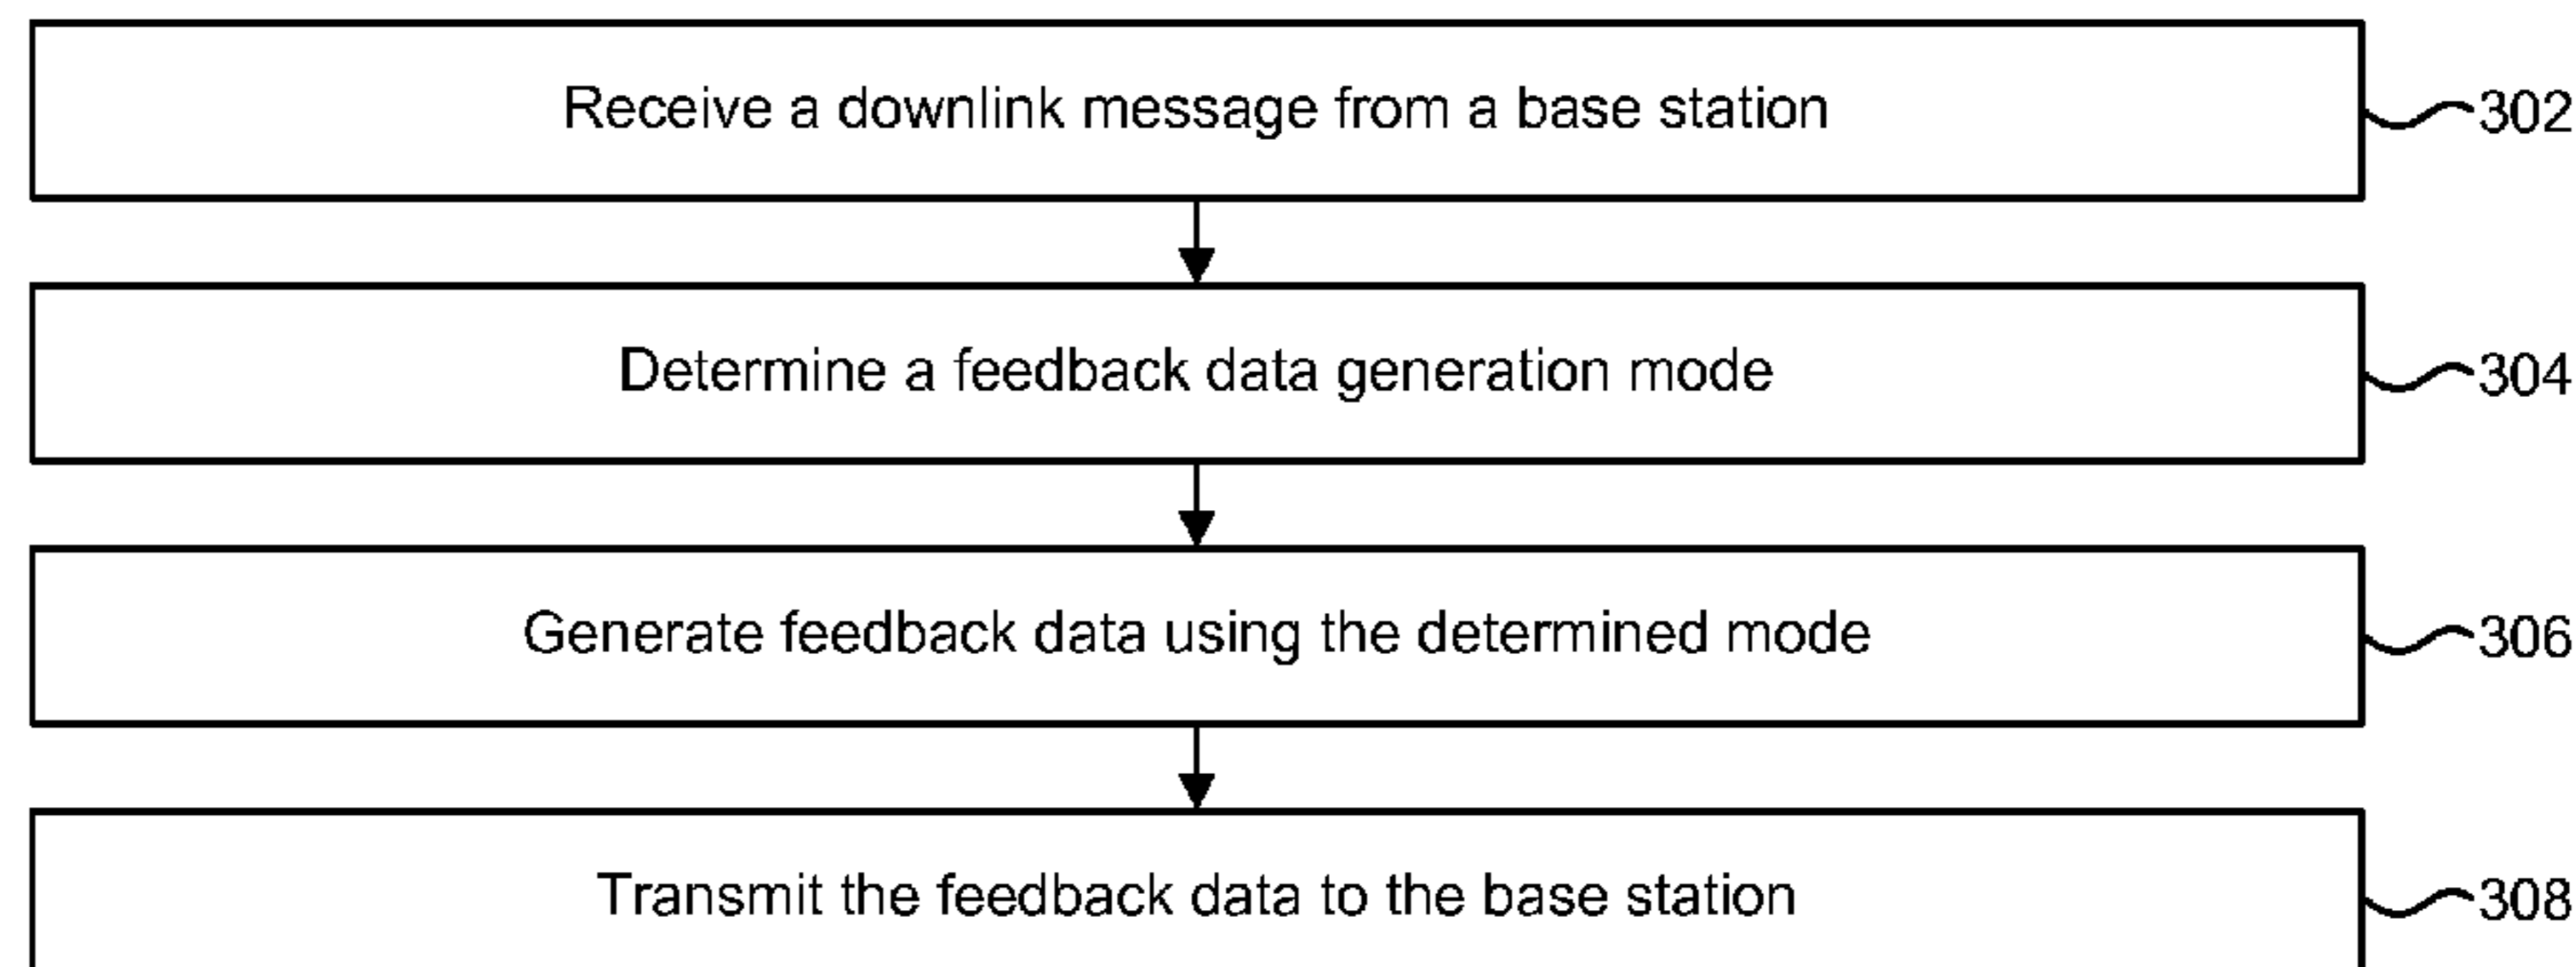 Receive a downlink message from a base station
302
Determine a feedback data generation mode
304
Generate feedback data using the determined mode
306
Transmit the feedback data to the base station
308